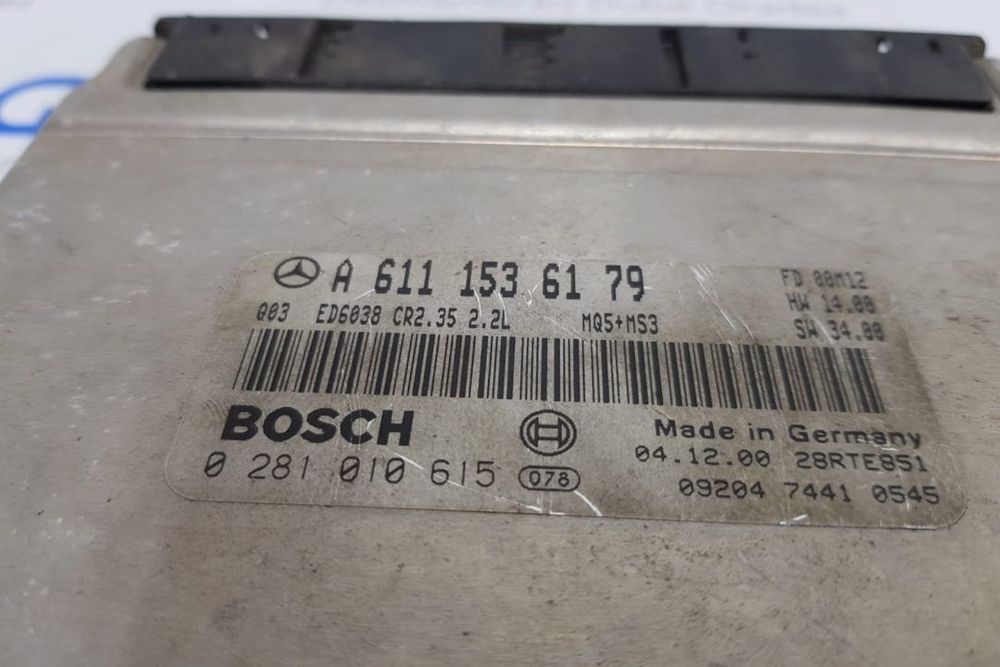 A 611 153 61 79
FD 00M12
HW 14.00
Q03 ED6038 CR2.35 2.2L MQ5+MS3
SW 34.00
BOSCH
Made in Germany
04.12.00 28RTE851
0 281 010 615 078
09204 7441 0545